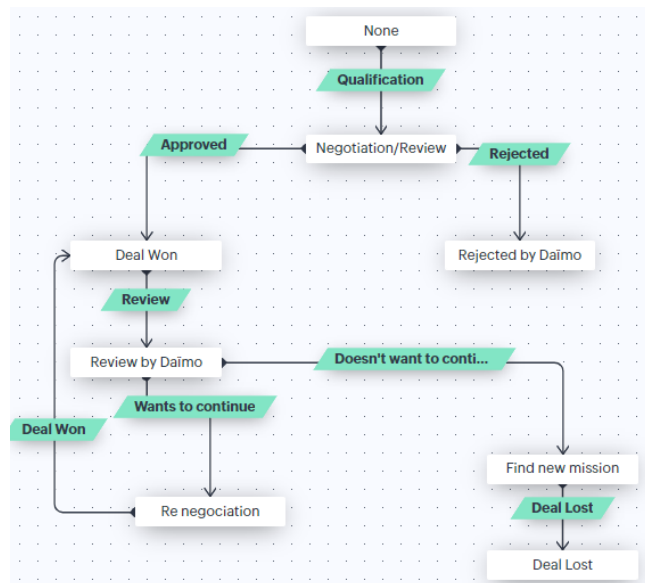 None
Qualification
Approved
Negotiation/Review
Rejected
Deal Won
Rejected by Daïmo
Review
Review by Daïmo
Doesn't want to conti...
Wants to continue
Deal Won
Find new mission
Re negociation
Deal Lost
Deal Lost